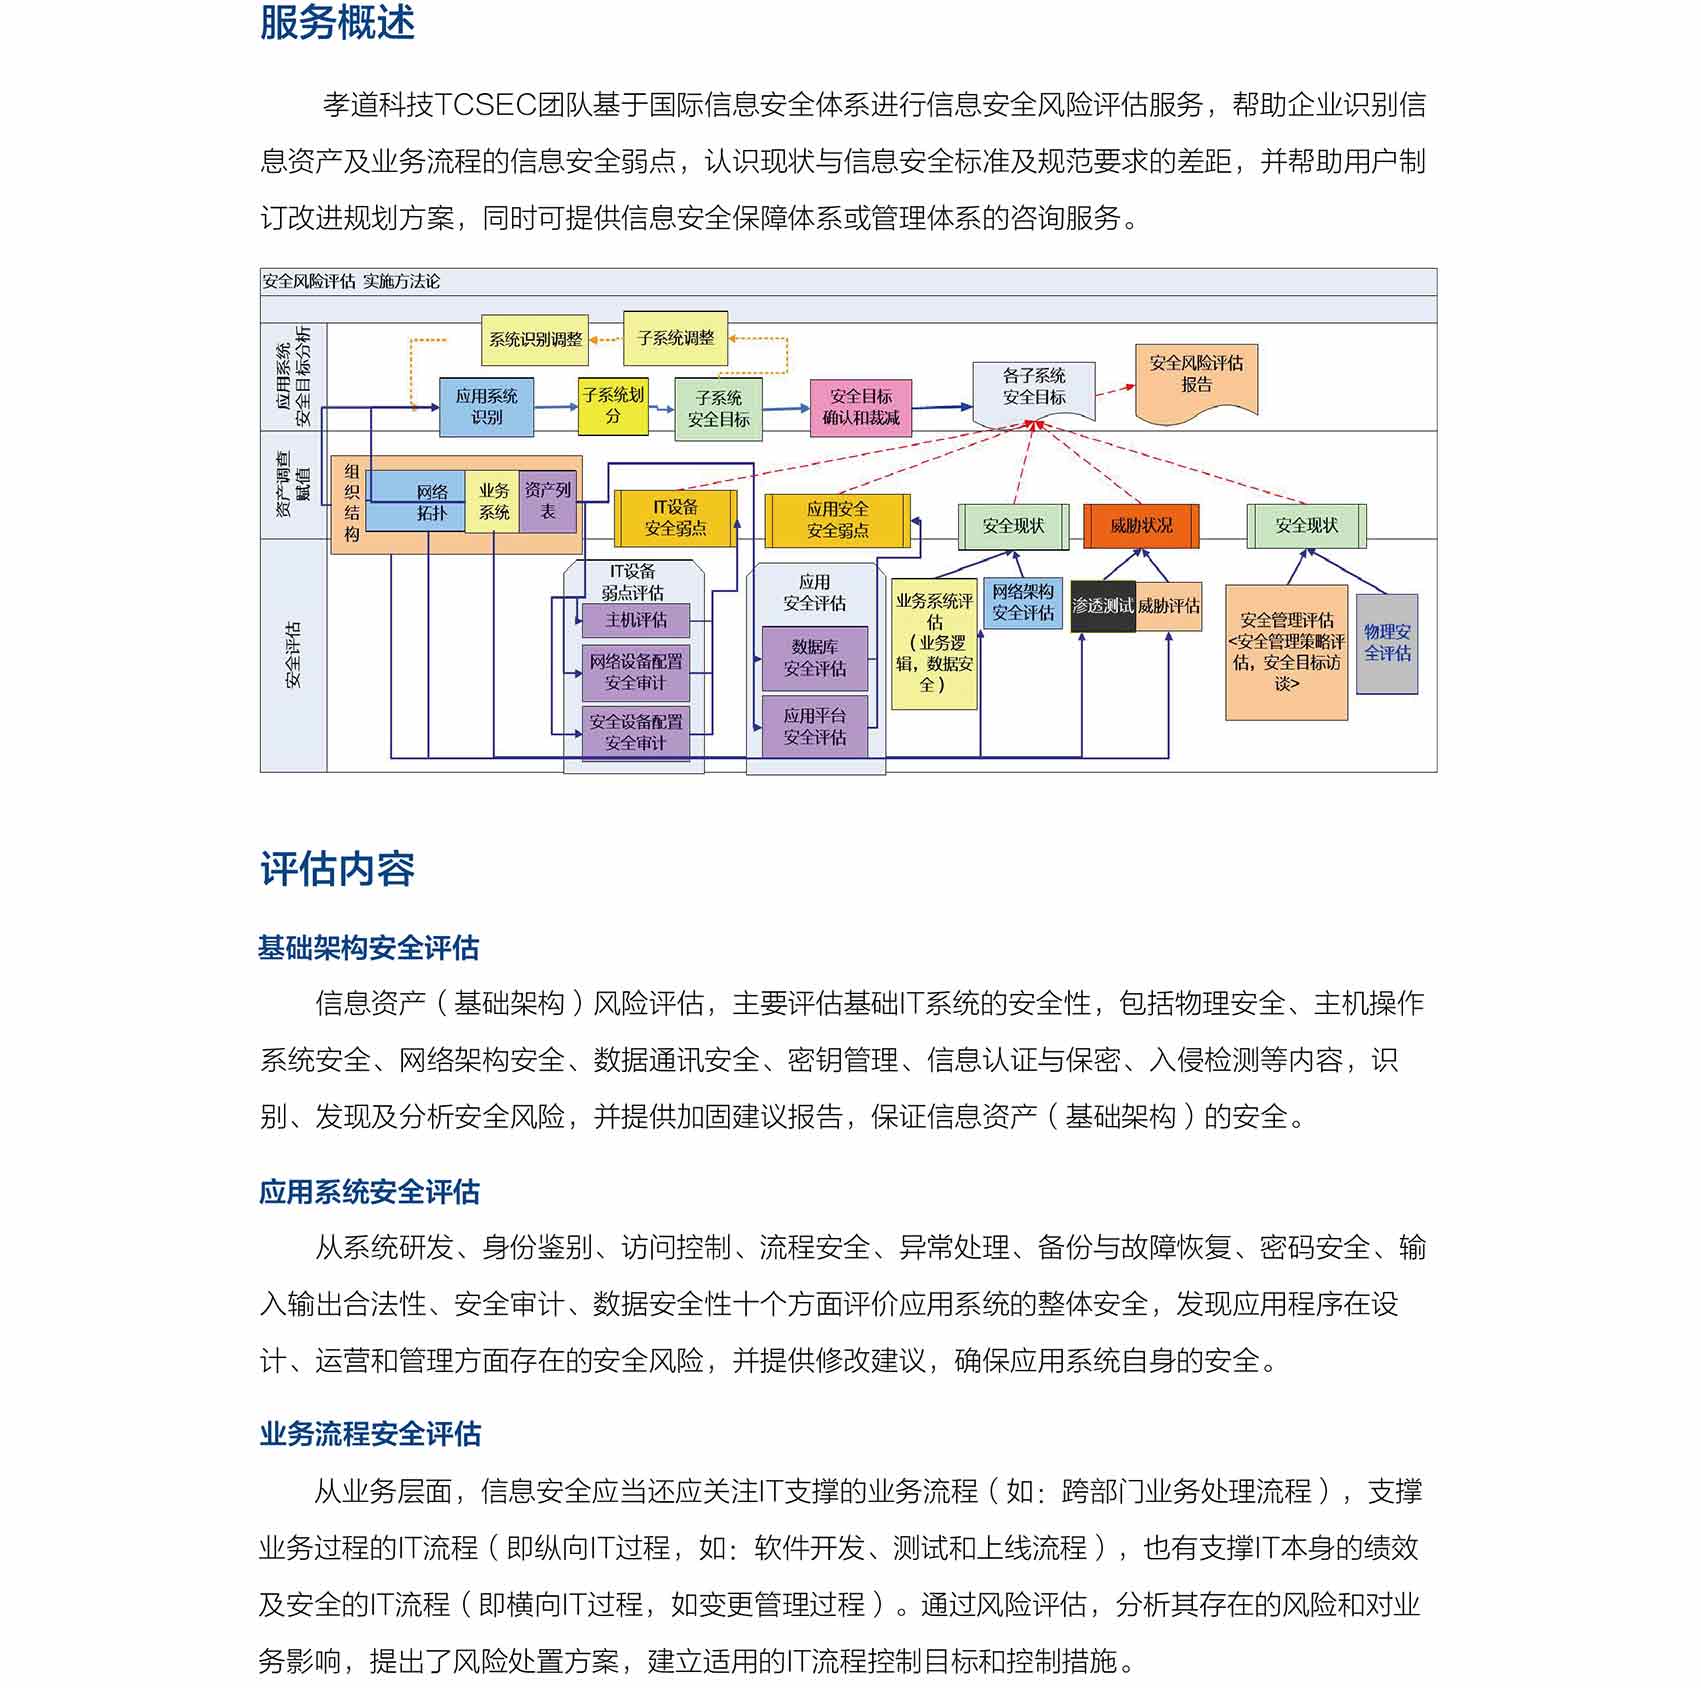 服务概述
孝道科技TCSEC团队基于国际信息安全体系进行信息安全风险评估服务，帮助企业识别信
息资产及业务流程的信息安全弱点，认识现状与信息安全标准及规范要求的差距，并帮助用户制
订改进规划方案，同时可提供信息安全保障体系或管理体系的咨询服务。
安全风险评估 实施方法论
应用系统
安全目标分析
系统识别调整
子系统调整
应用系统
识别
子系统划
分
子系统
安全目标
安全目标
确认和裁减
各子系统
安全目标
安全风险评估
报告
资产调查
赋值
组
织
结
构
网络
拓扑
业务
系统
资产列
表
IT设备
安全弱点
应用安全
安全弱点
安全现状
威胁状况
安全现状
安全评估
IT设备
弱点评估
主机评估
网络设备配置
安全审计
安全设备配置
安全审计
应用
安全评估
数据库
安全评估
应用平台
安全评估
业务系统评
估
（业务逻
辑，数据安
全）
网络架构
安全评估
渗透测试
威胁评估
安全管理评估
<安全管理策略评
估，安全目标访
谈>
物理安
全评估
评估内容
基础架构安全评估
信息资产（基础架构）风险评估，主要评估基础IT系统的安全性，包括物理安全、主机操作
系统安全、网络架构安全、数据通讯安全、密钥管理、信息认证与保密、入侵检测等内容，识
别、发现及分析安全风险，并提供加固建议报告，保证信息资产（基础架构）的安全。
应用系统安全评估
从系统研发、身份鉴别、访问控制、流程安全、异常处理、备份与故障恢复、密码安全、输
入输出合法性、安全审计、数据安全性十个方面评价应用系统的整体安全，发现应用程序在设
计、运营和管理方面存在的安全风险，并提供修改建议，确保应用系统自身的安全。
业务流程安全评估
从业务层面，信息安全应当还应关注IT支撑的业务流程（如：跨部门业务处理流程），支撑
业务过程的IT流程（即纵向IT过程，如：软件开发、测试和上线流程），也有支撑IT本身的绩效
及安全的IT流程（即横向IT过程，如变更管理过程）。通过风险评估，分析其存在的风险和对业
务影响，提出了风险处置方案，建立适用的IT流程控制目标和控制措施。